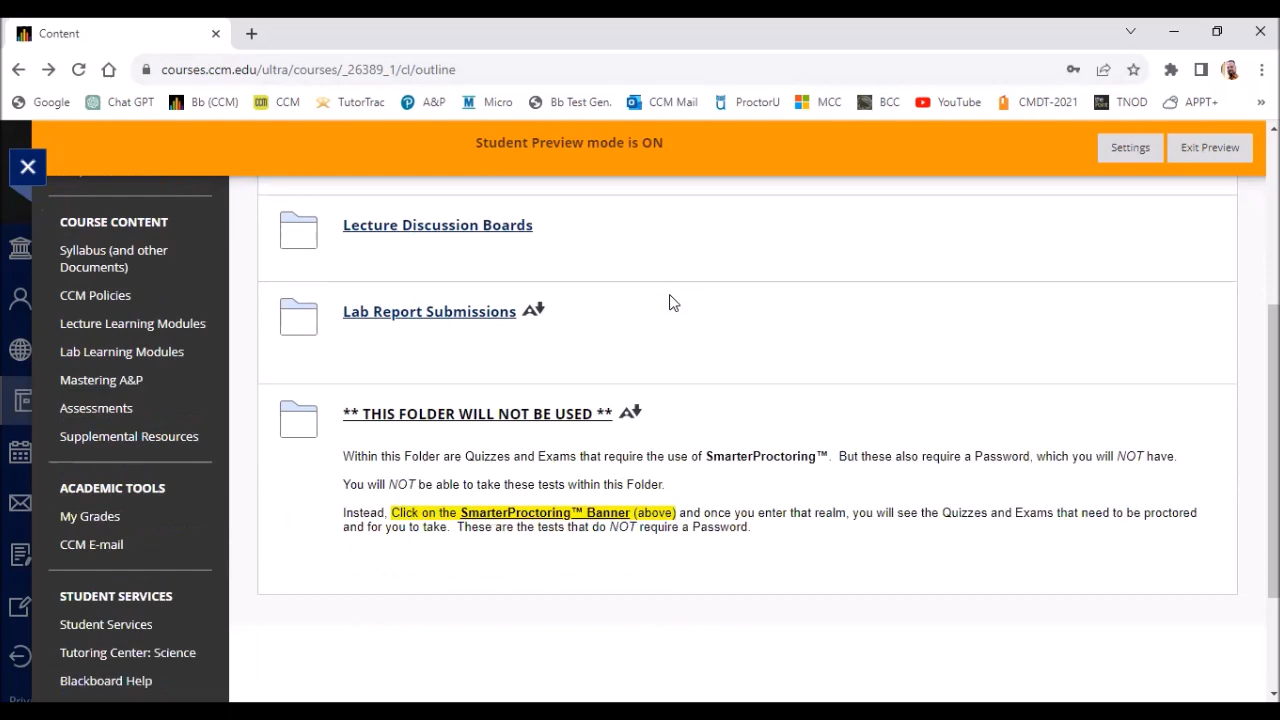 Content
courses.ccm.edu/ultra/courses/_26389_1/cl/outline
Google Chat GPT Bb (CCM) CCM TutorTrac A&P Micro Bb Test Gen. CCM Mail ProctorU MCC BCC YouTube CMDT-2021 TNOD APPT+ »
Student Preview mode is ON
Settings
Exit Preview
COURSE CONTENT
Syllabus (and other
Documents)
CCM Policies
Lecture Learning Modules
Lab Learning Modules
Mastering A&P
Assessments
Supplemental Resources
ACADEMIC TOOLS
My Grades
CCM E-mail
STUDENT SERVICES
Student Services
Tutoring Center: Science
Blackboard Help
Lecture Discussion Boards
Lab Report Submissions
** THIS FOLDER WILL NOT BE USED **
Within this Folder are Quizzes and Exams that require the use of SmarterProctoring™. But these also require a Password, which you will NOT have.
You will NOT be able to take these tests within this Folder.
Instead, Click on the SmarterProctoring™ Banner (above) and once you enter that realm, you will see the Quizzes and Exams that need to be proctored
and for you to take. These are the tests that do NOT require a Password.